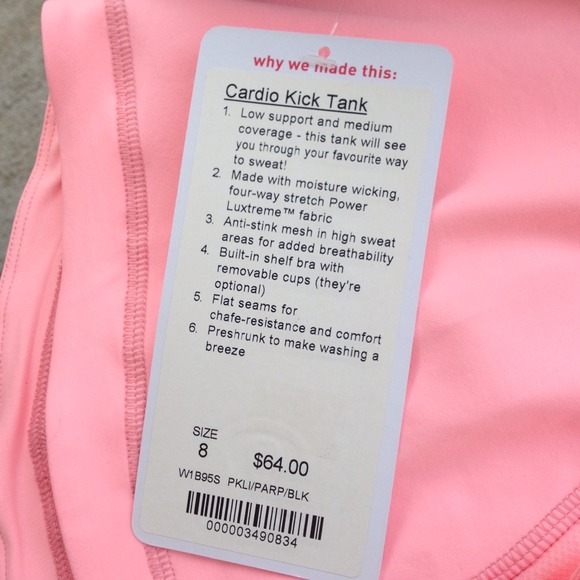 why we made this:
Cardio Kick Tank
1. Low support and medium
coverage - this tank will see
you through your favourite way
to sweat!
2. Made with moisture wicking,
four-way stretch Power
Luxtreme™ fabric
3. Anti-stink mesh in high sweat
areas for added breathability
4. Built-in shelf bra with
removable cups (they're
optional)
5. Flat seams for
chafe-resistance and comfort
6. Preshrunk to make washing a
breeze
SIZE
8 $64.00
W1B95S PKLI/PARP/BLK
000003490834